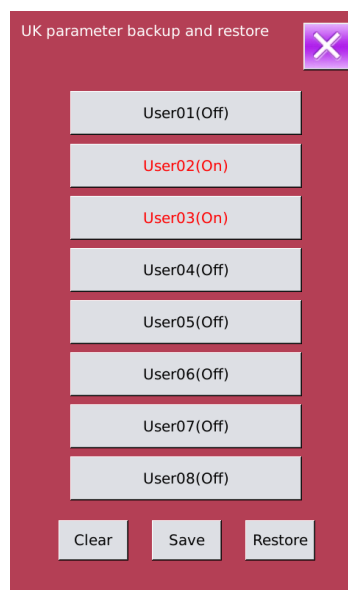 UK parameter backup and restore
User01(Off)
User02(On)
User03(On)
User04(Off)
User05(Off)
User06(Off)
User07(Off)
User08(Off)
Clear Save Restore